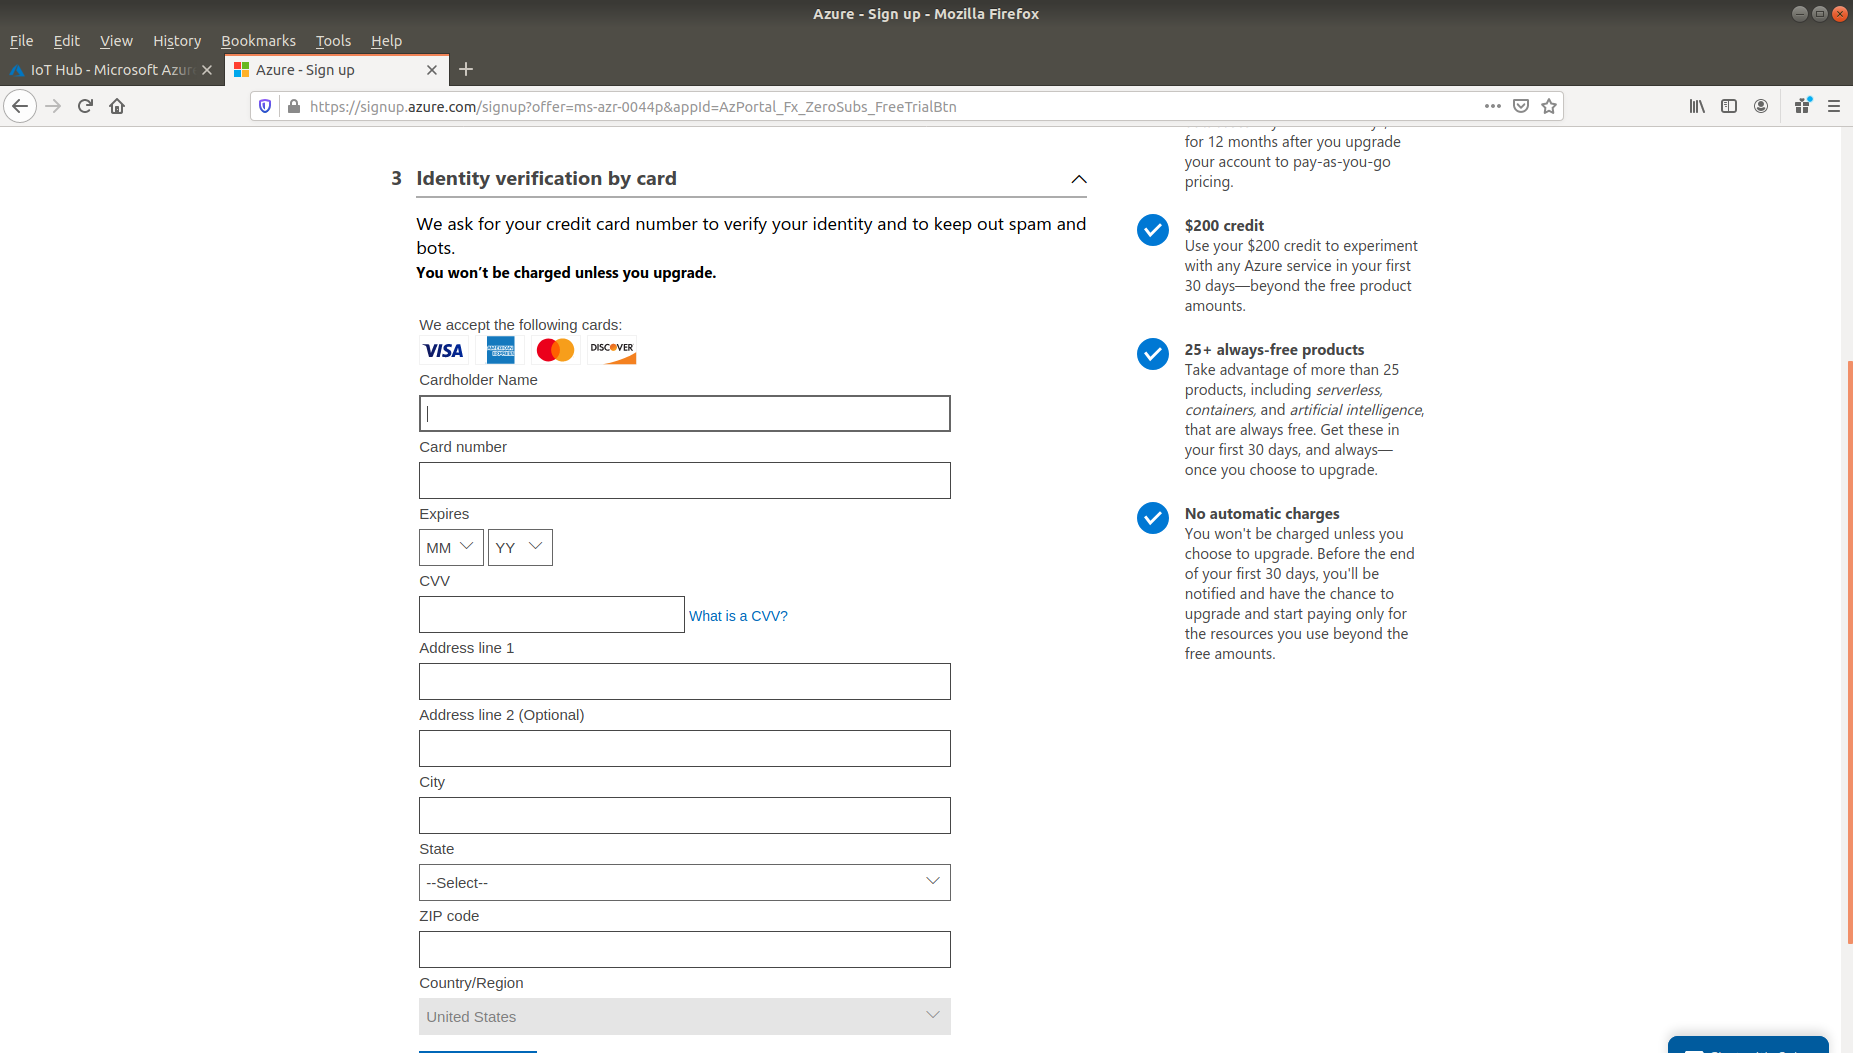 Azure - Sign up - Mozilla Firefox
File Edit View History Bookmarks Tools Help
IoT Hub - Microsoft Azur
Azure - Sign up
https://signup.azure.com/signup?offer=ms-azr-0044p&appId=AzPortal_Fx_ZeroSubs_FreeTrialBtn
3 Identity verification by card
We ask for your credit card number to verify your identity and to keep out spam and
bots.
You won't be charged unless you upgrade.
We accept the following cards:
VISA AMERICAN EXPRESS DISCOVER
Cardholder Name
Card number
Expires
MM YY
CVV
What is a CVV?
Address line 1
Address line 2 (Optional)
City
State
--Select--
ZIP code
Country/Region
United States
for 12 months after you upgrade
your account to pay-as-you-go
pricing.
$200 credit
Use your $200 credit to experiment
with any Azure service in your first
30 days—beyond the free product
amounts.
25+ always-free products
Take advantage of more than 25
products, including serverless,
containers, and artificial intelligence,
that are always free. Get these in
your first 30 days, and always—
once you choose to upgrade.
No automatic charges
You won't be charged unless you
choose to upgrade. Before the end
of your first 30 days, you'll be
notified and have the chance to
upgrade and start paying only for
the resources you use beyond the
free amounts.